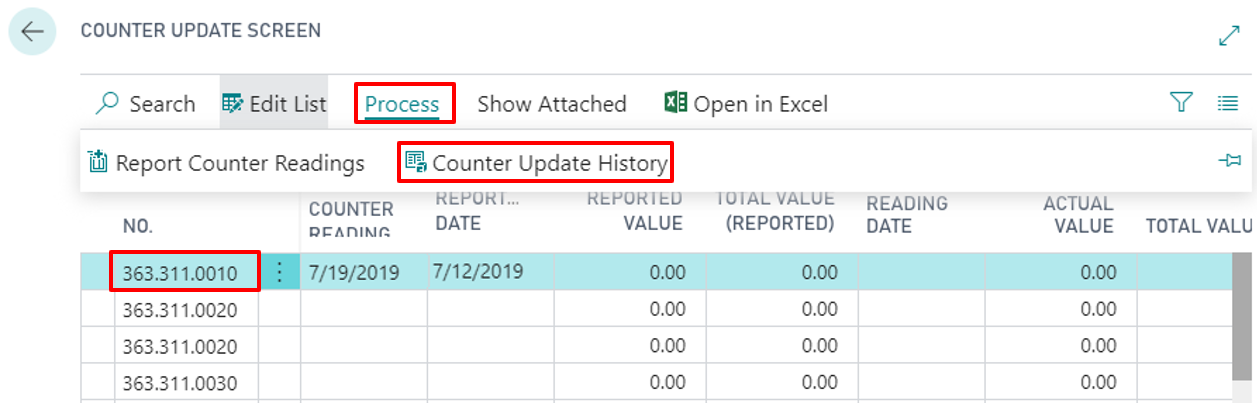 COUNTER UPDATE SCREEN
Search Edit List Process Show Attached Open in Excel
Report Counter Readings Counter Update History
NO. COUNTER READING REPORT... DATE REPORTED VALUE TOTAL VALUE (REPORTED) READING DATE ACTUAL VALUE TOTAL VALU
363.311.0010 7/19/2019 7/12/2019 0.00 0.00 0.00
363.311.0020 0.00 0.00 0.00
363.311.0020 0.00 0.00 0.00
363.311.0030 0.00 0.00 0.00